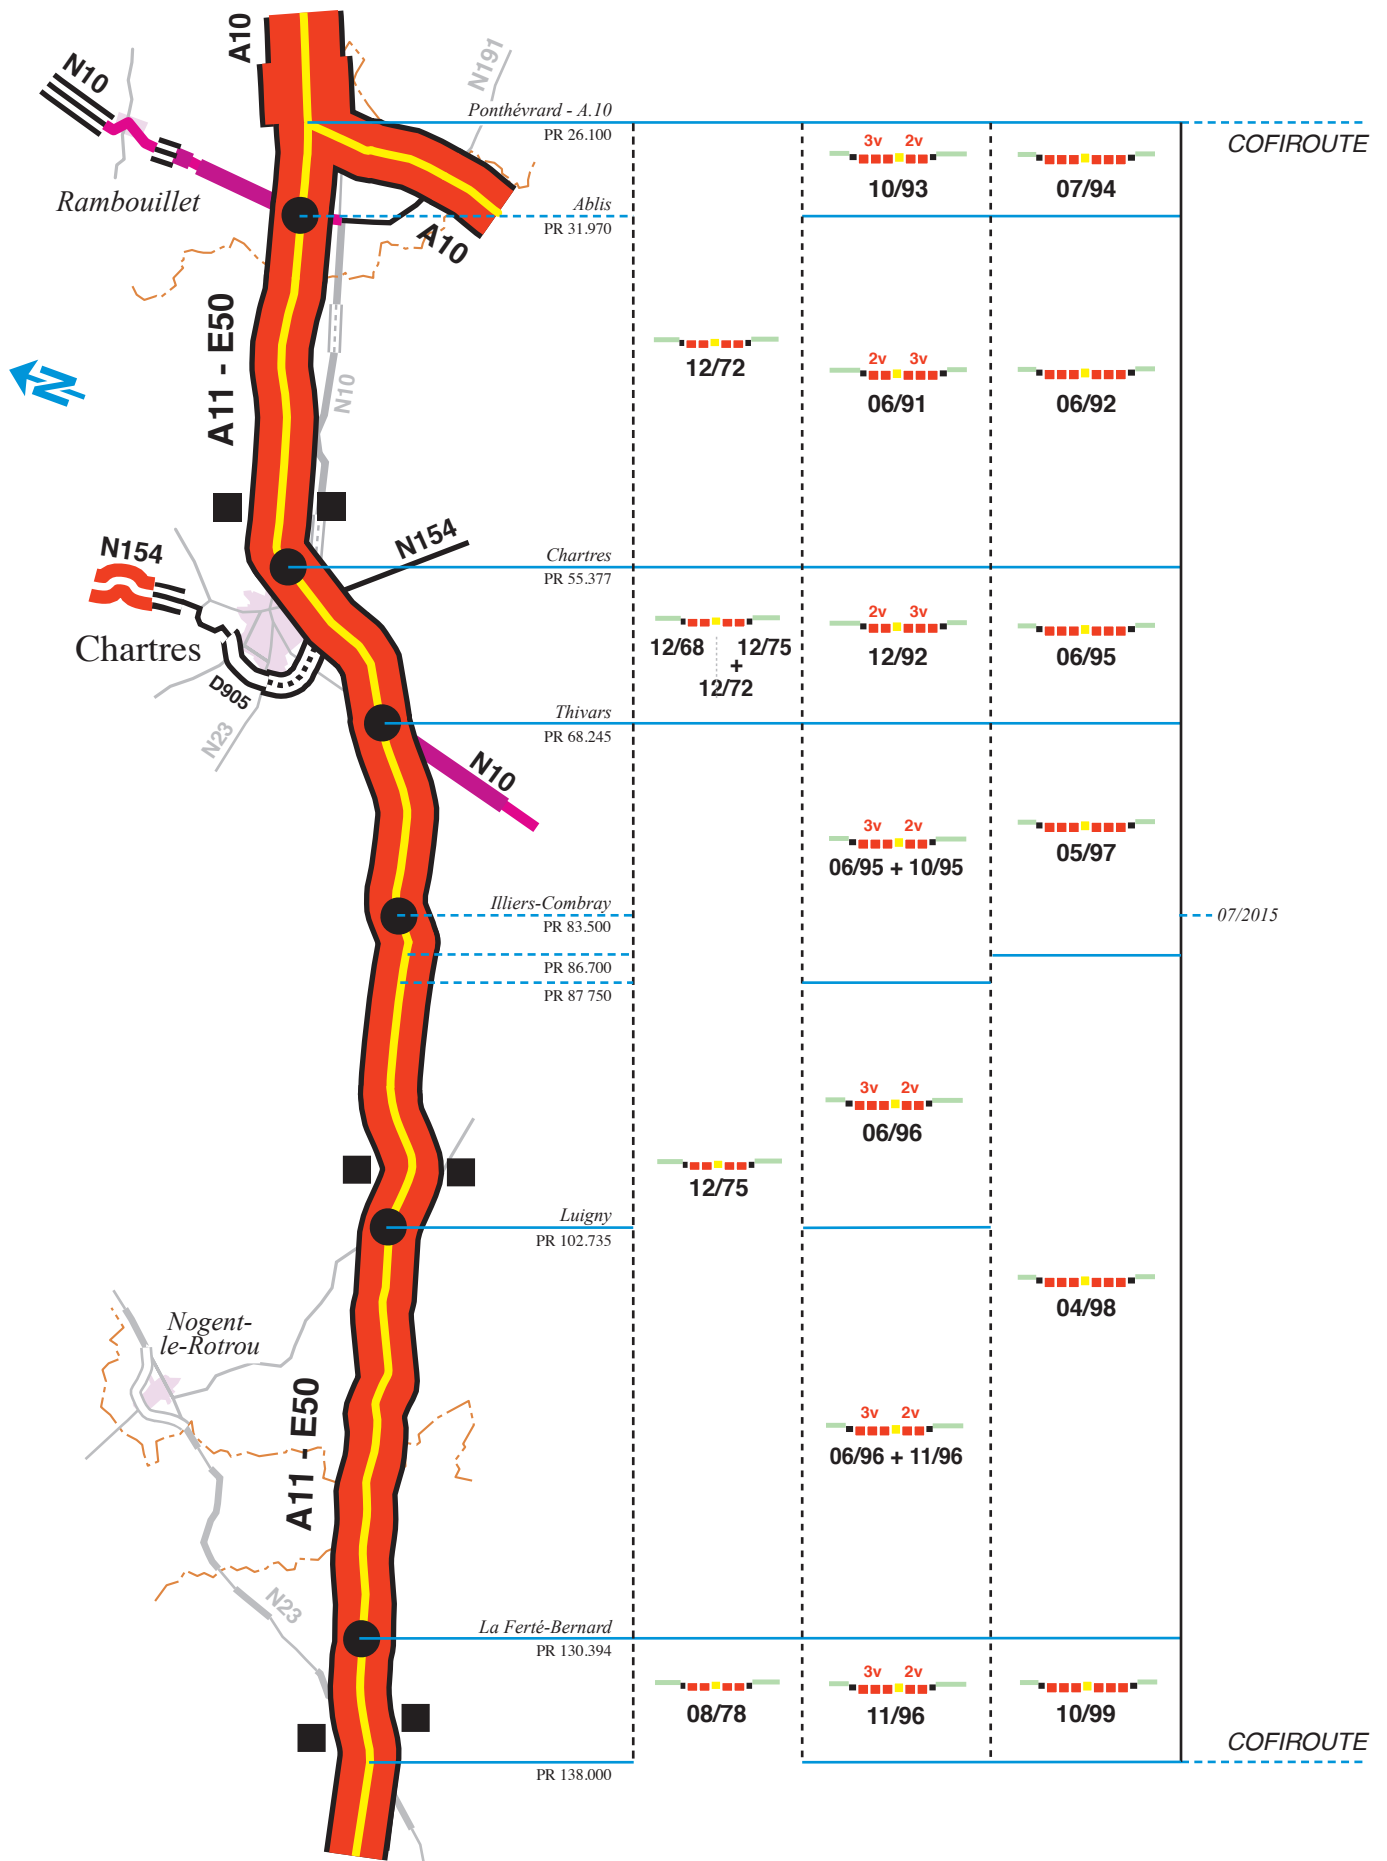 A10
N10
N191
Ponthévrard - A.10
PR 26.100
COFIROUTE
3v 2v
10/93
07/94
Rambouillet
Ablis
PR 31.970
A10
A11 - E50
N
12/72
2v 3v
06/91
06/92
N10
N154
N154
Chartres
PR 55.377
Chartres
D905
N23
12/68 12/75
+
12/72
2v 3v
12/92
06/95
Thivars
PR 68.245
N10
3v 2v
06/95 + 10/95
05/97
Illiers-Combray
PR 83.500
07/2015
PR 86.700
PR 87 750
3v 2v
06/96
12/75
Luigny
PR 102.735
04/98
Nogent-
le-Rotrou
A11 - E50
3v 2v
06/96 + 11/96
N23
La Ferté-Bernard
PR 130.394
08/78
3v 2v
11/96
10/99
COFIROUTE
PR 138.000